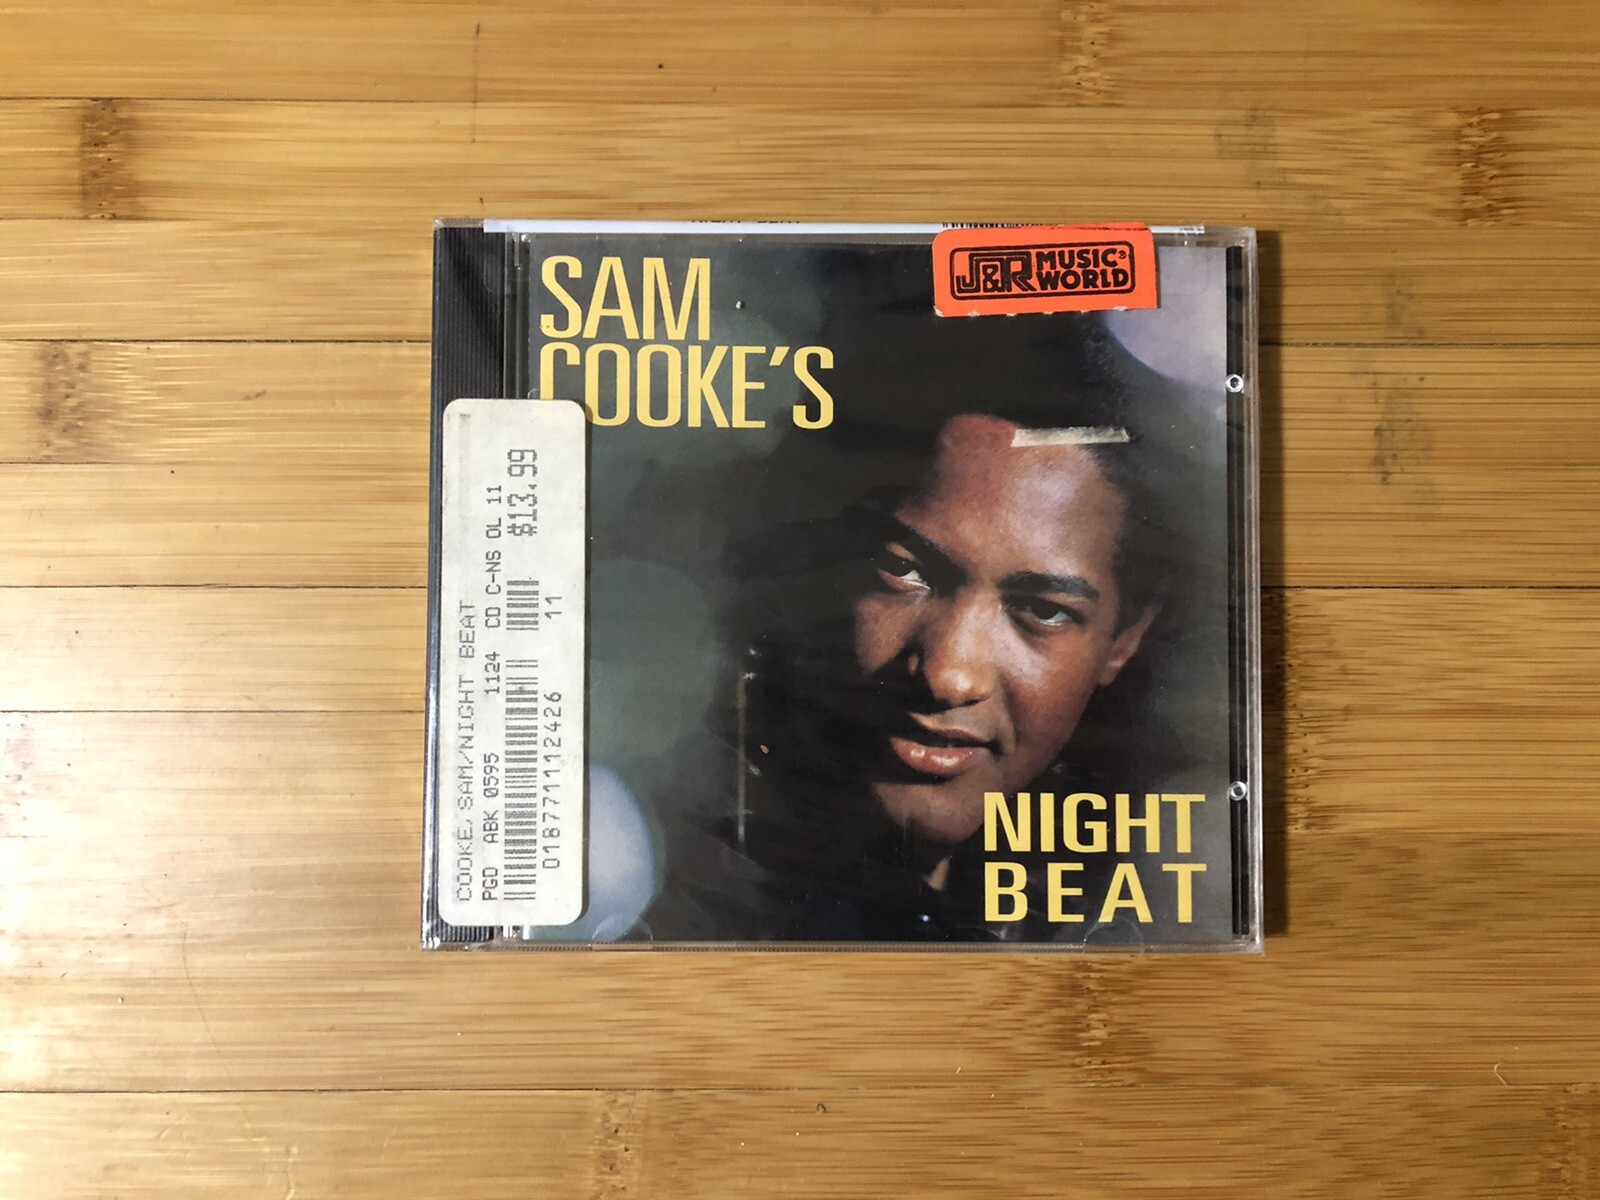 SAM
COOKE'S
J&R MUSIC
WORLD
NIGHT
BEAT
COOKE, SAM/NIGHT BEAT
PGD ABK 0595 1124 CD C-NS OL 11
$13.99
018771112426 11